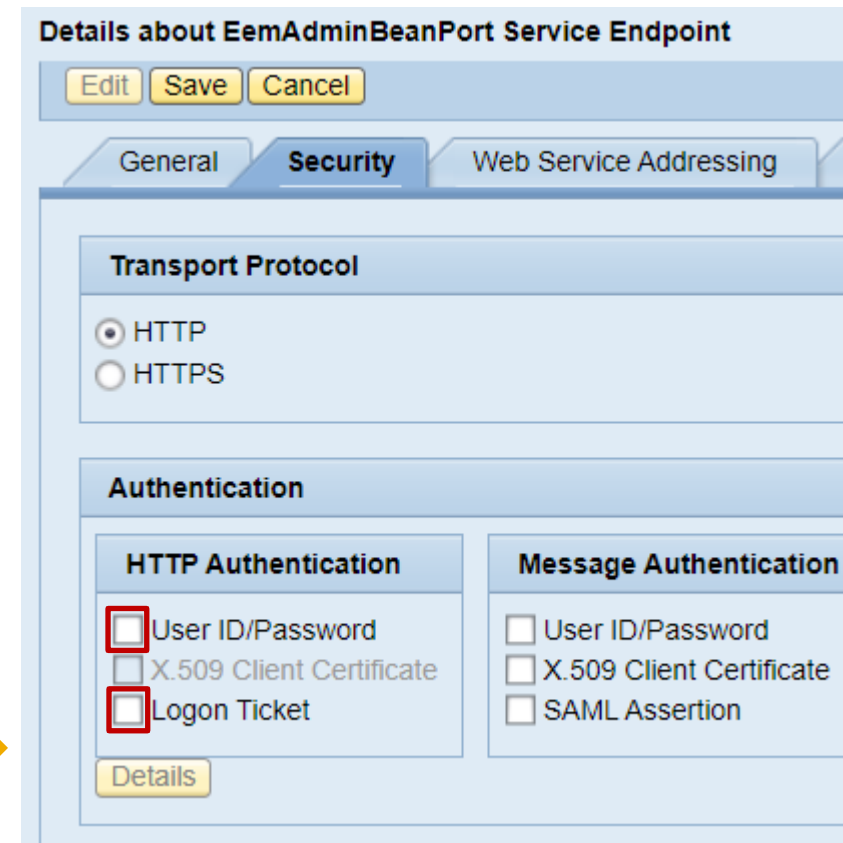 Details about EemAdminBeanPort Service Endpoint
Edit Save Cancel
General Security Web Service Addressing
Transport Protocol
HTTP
HTTPS
Authentication
HTTP Authentication Message Authentication
User ID/Password User ID/Password
X.509 Client Certificate X.509 Client Certificate
Logon Ticket SAML Assertion
Details